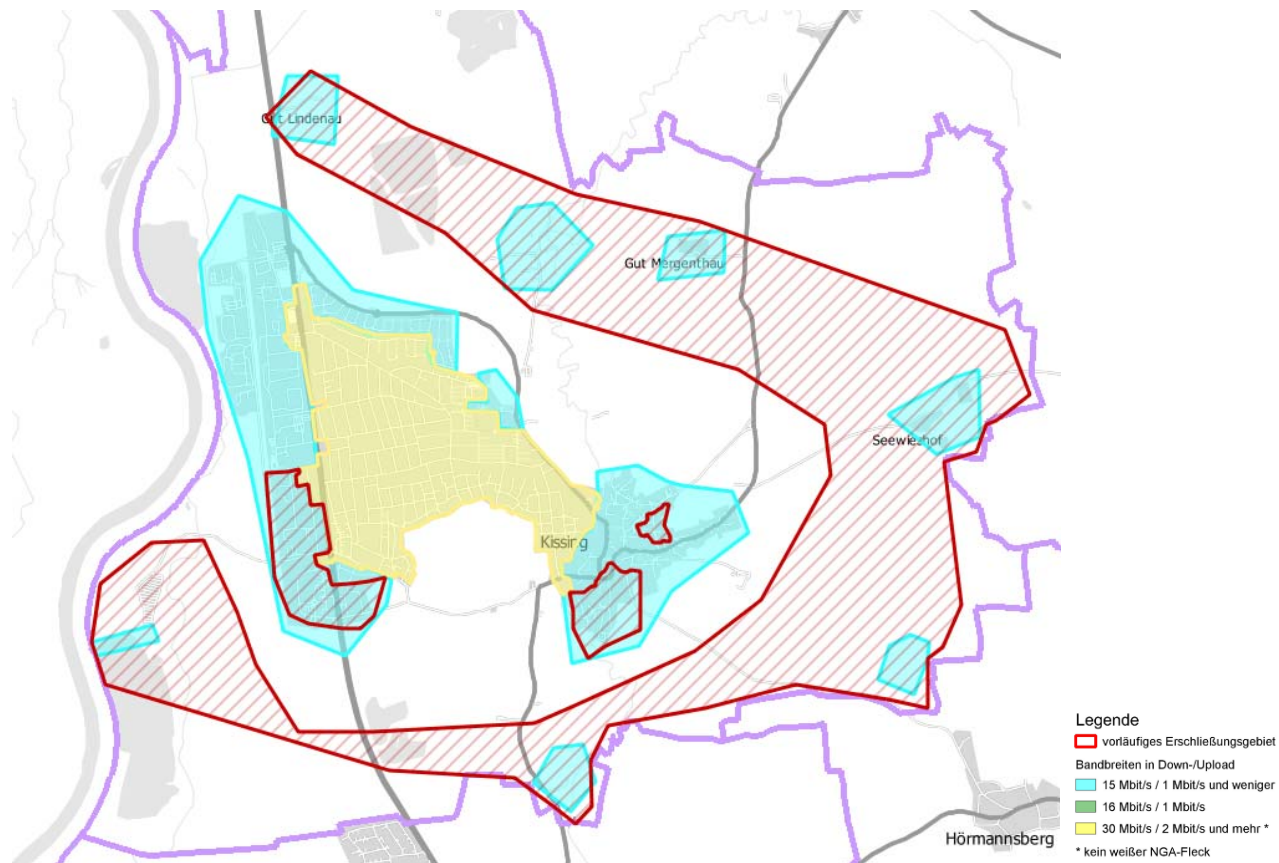 Gut Lindenau
Gut Mergenthau
Seewieshof
Kissing
Hörmannsberg
Legende
vorläufiges Erschließungsgebiet
Bandbreiten in Down-/Upload
15 Mbit/s / 1 Mbit/s und weniger
16 Mbit/s / 1 Mbit/s
30 Mbit/s / 2 Mbit/s und mehr *
* kein weißer NGA-Fleck